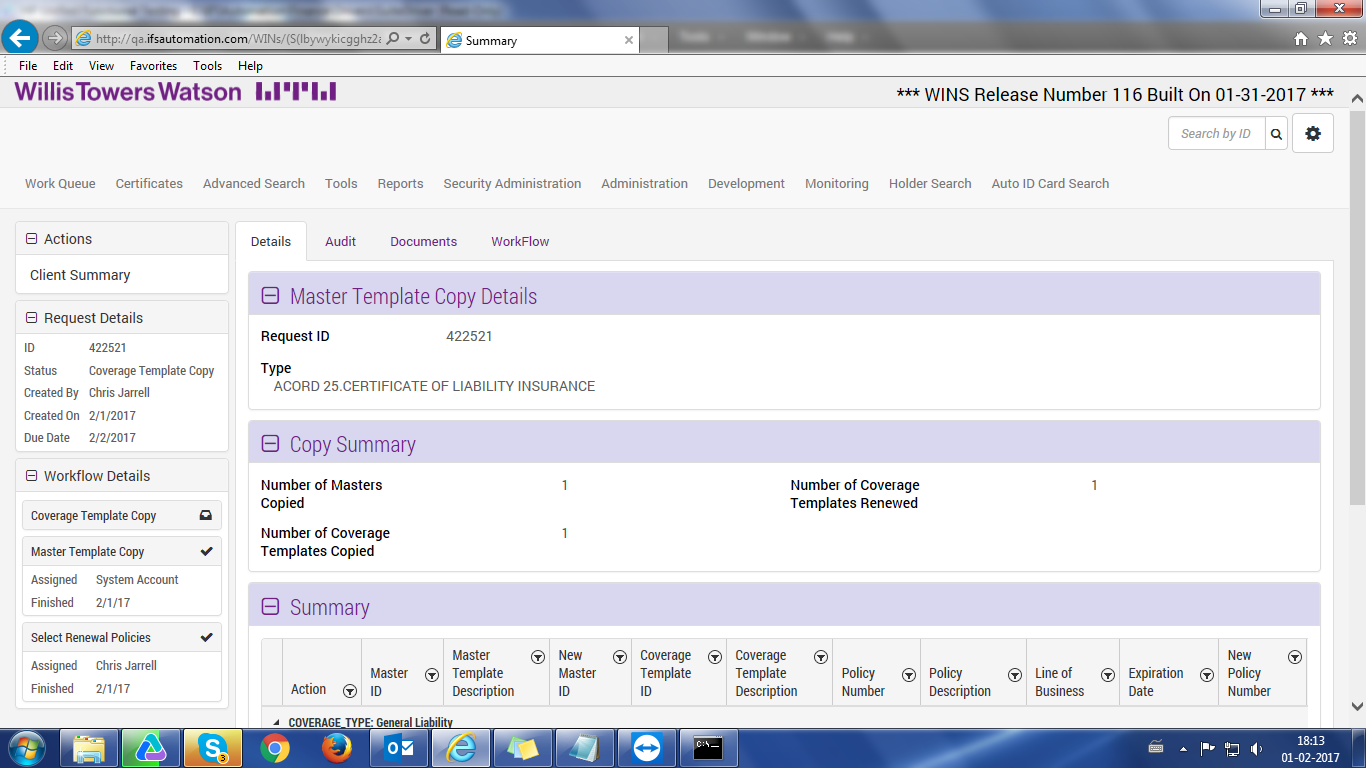 http://qa.ifsautomation.com/WINs/(S(lbywykicgghz2a
Summary
File Edit View Favorites Tools Help
WillisTowersWatson
*** WINS Release Number 116 Built On 01-31-2017 ***
Search by ID
Work Queue Certificates Advanced Search Tools Reports Security Administration Administration Development Monitoring Holder Search Auto ID Card Search
Actions
Client Summary
Request Details
ID 422521
Status Coverage Template Copy
Created By Chris Jarrell
Created On 2/1/2017
Due Date 2/2/2017
Workflow Details
Coverage Template Copy
Master Template Copy
Assigned System Account
Finished 2/1/17
Select Renewal Policies
Assigned Chris Jarrell
Finished 2/1/17
Details Audit Documents WorkFlow
Master Template Copy Details
Request ID 422521
Type
ACORD 25.CERTIFICATE OF LIABILITY INSURANCE
Copy Summary
Number of Masters
Copied
1
Number of Coverage
Templates Renewed
1
Number of Coverage
Templates Copied
1
Summary
Action
Master
ID
Master
Template
Description
New
Master
ID
Coverage
Template
ID
Coverage
Template
Description
Policy
Number
Policy
Description
Line of
Business
Expiration
Date
New
Policy
Number
COVERAGE_TYPE: General Liability
3
C:\_
18:13
01-02-2017